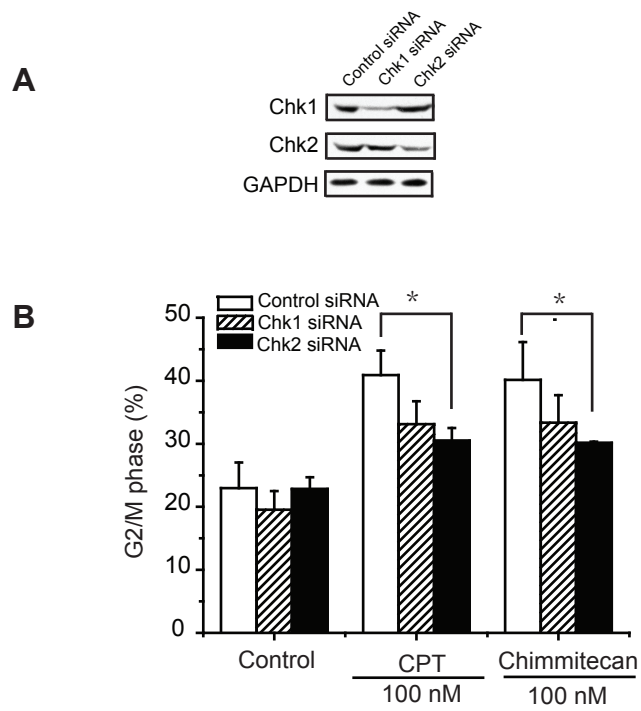 A
Control siRNA
Chk1 siRNA
Chk2 siRNA
Chk1
Chk2
GAPDH
B
Control siRNA
Chk1 siRNA
Chk2 siRNA
*
*
G2/M phase (%)
50
40
30
20
10
0
Control
CPT
Chimmitecan
100 nM
100 nM